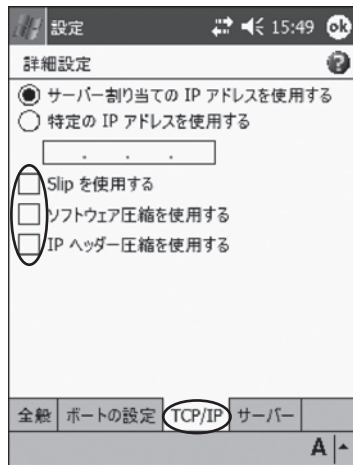 設定 15:49 ok
詳細設定
サーバー割り当ての IP アドレスを使用する
特定の IP アドレスを使用する
. . .
Slip を使用する
ソフトウェア圧縮を使用する
IP ヘッダー圧縮を使用する
全般 ポートの設定 TCP/IP サーバー
A